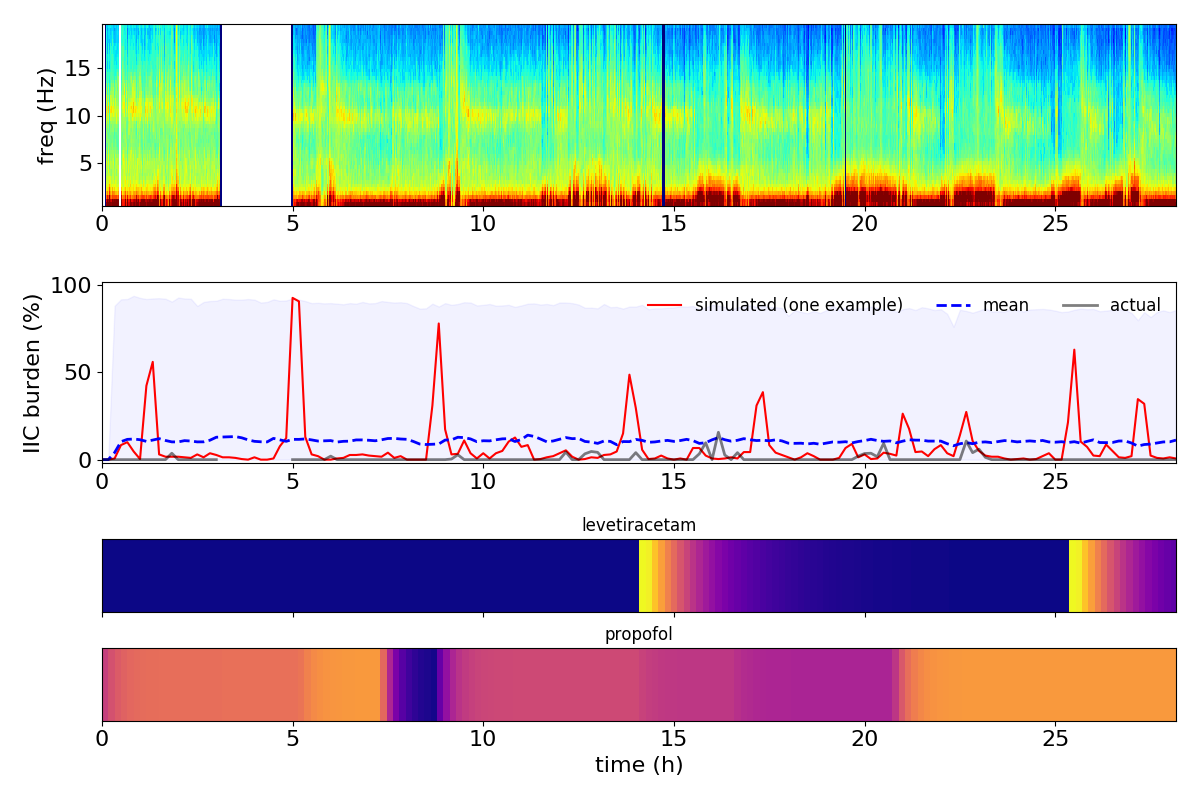 freq (Hz)
15
10
5
0 5 10 15 20 25
IIC burden (%)
100
50
0
simulated (one example) mean actual
0 5 10 15 20 25
levetiracetam
propofol
0 5 10 15 20 25
time (h)